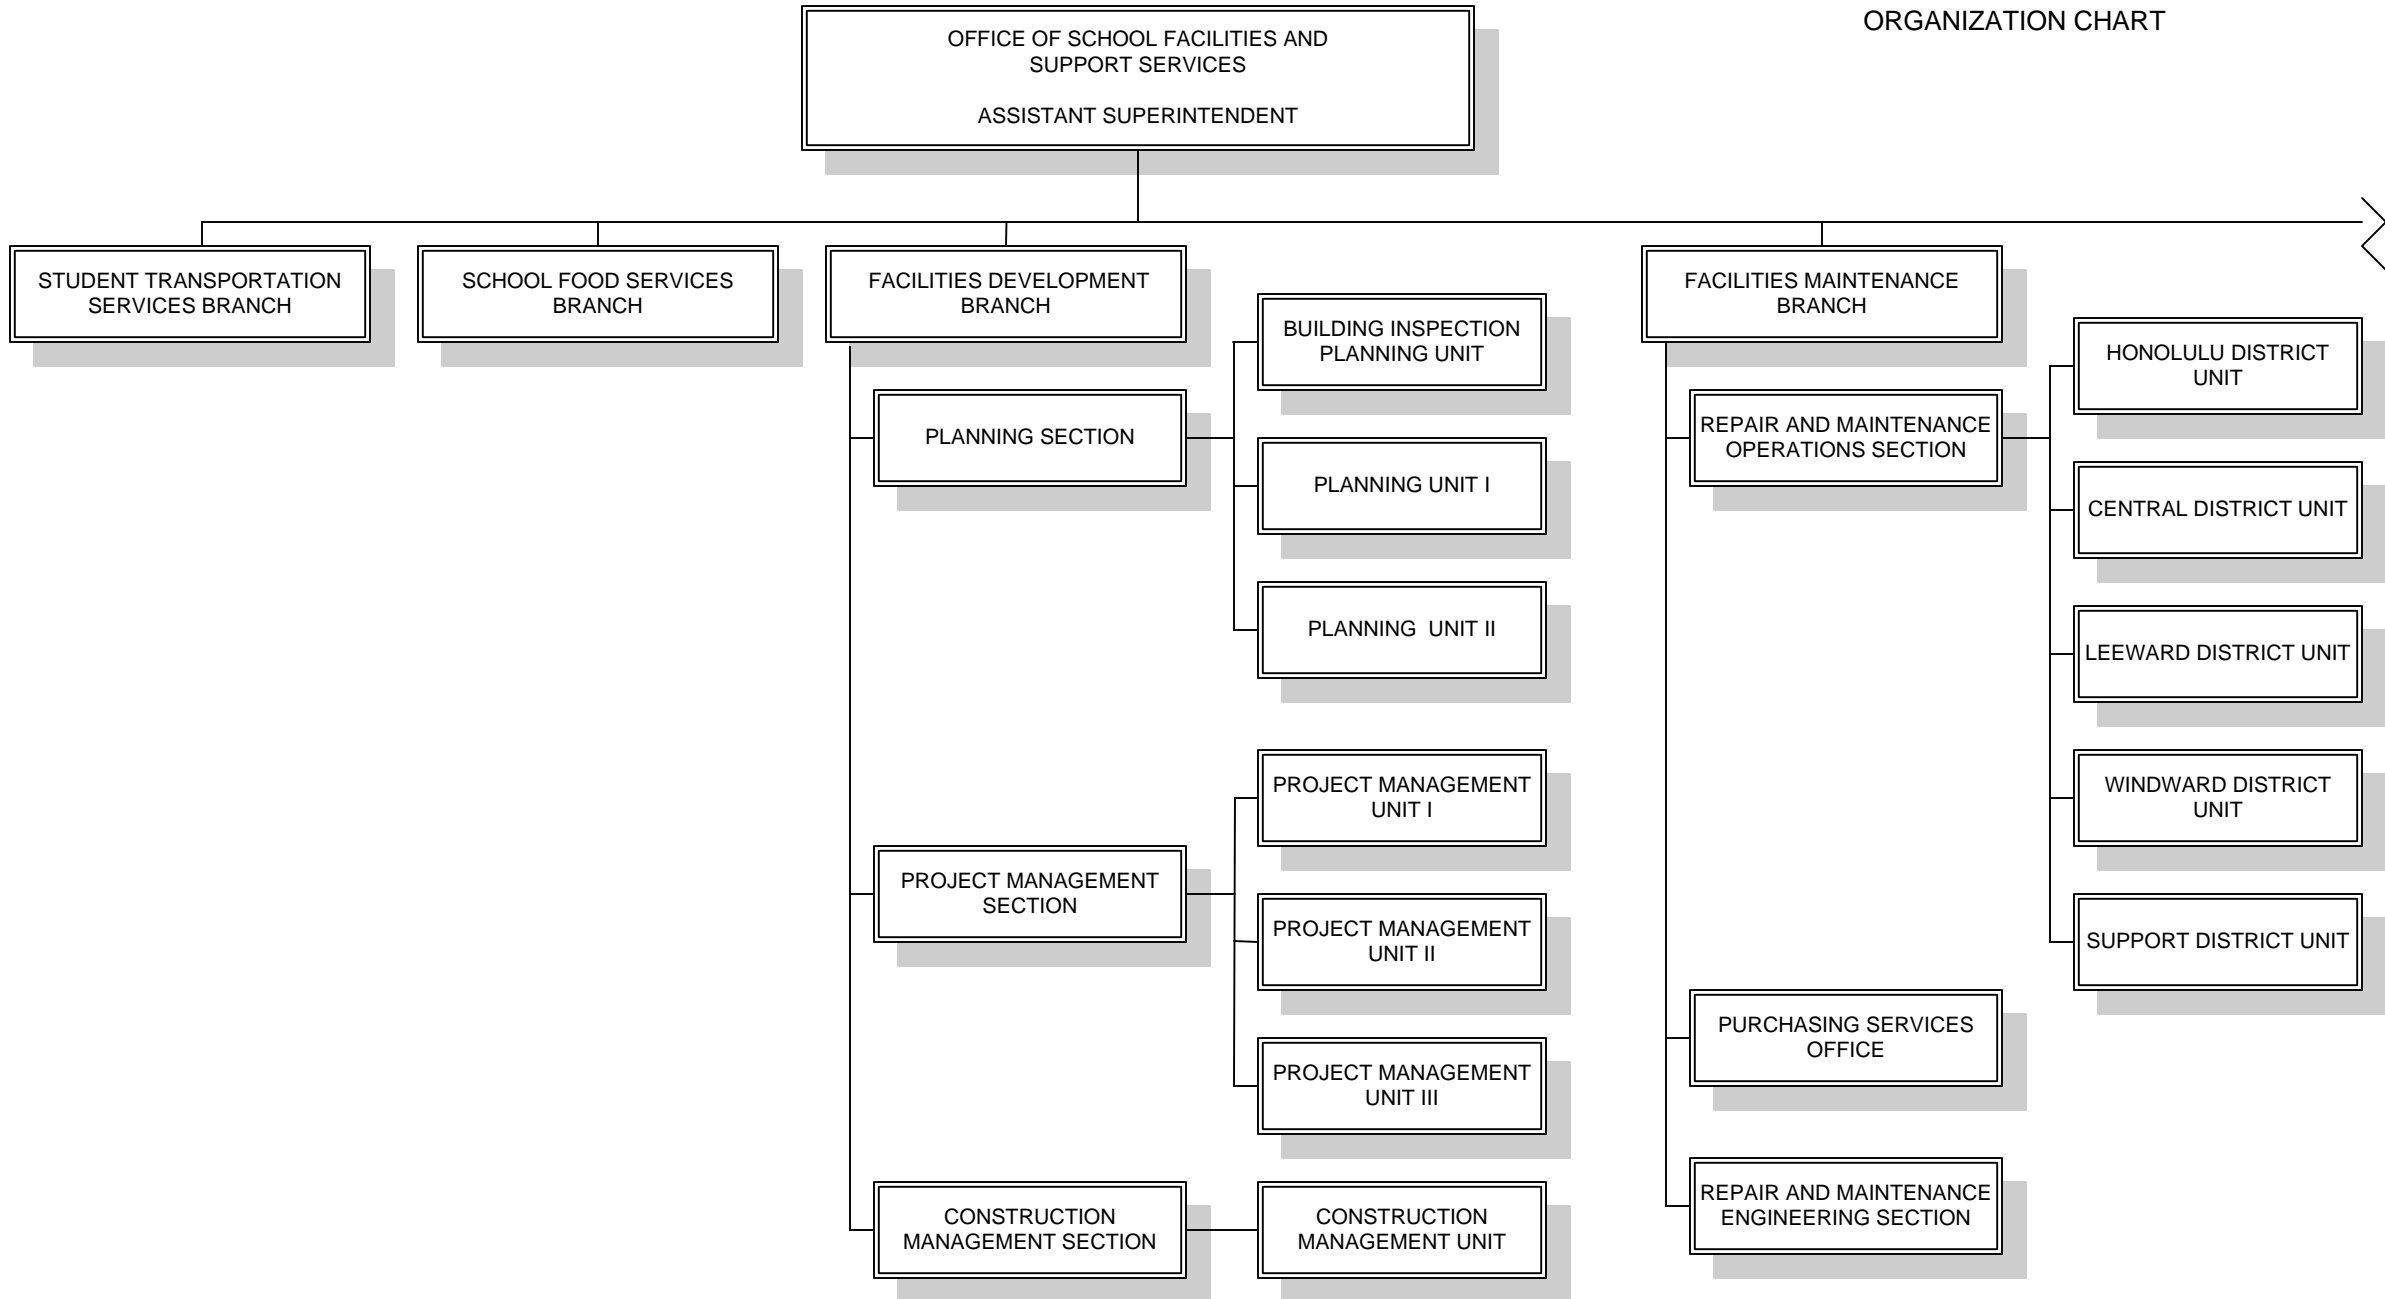 ORGANIZATION CHART
OFFICE OF SCHOOL FACILITIES AND
SUPPORT SERVICES
ASSISTANT SUPERINTENDENT
STUDENT TRANSPORTATION
SERVICES BRANCH
SCHOOL FOOD SERVICES
BRANCH
FACILITIES DEVELOPMENT
BRANCH
PLANNING SECTION
BUILDING INSPECTION
PLANNING UNIT
PLANNING UNIT I
PLANNING UNIT II
PROJECT MANAGEMENT
SECTION
PROJECT MANAGEMENT
UNIT I
PROJECT MANAGEMENT
UNIT II
PROJECT MANAGEMENT
UNIT III
CONSTRUCTION
MANAGEMENT SECTION
CONSTRUCTION
MANAGEMENT UNIT
FACILITIES MAINTENANCE
BRANCH
REPAIR AND MAINTENANCE
OPERATIONS SECTION
HONOLULU DISTRICT
UNIT
CENTRAL DISTRICT UNIT
LEEWARD DISTRICT UNIT
WINDWARD DISTRICT
UNIT
SUPPORT DISTRICT UNIT
PURCHASING SERVICES
OFFICE
REPAIR AND MAINTENANCE
ENGINEERING SECTION